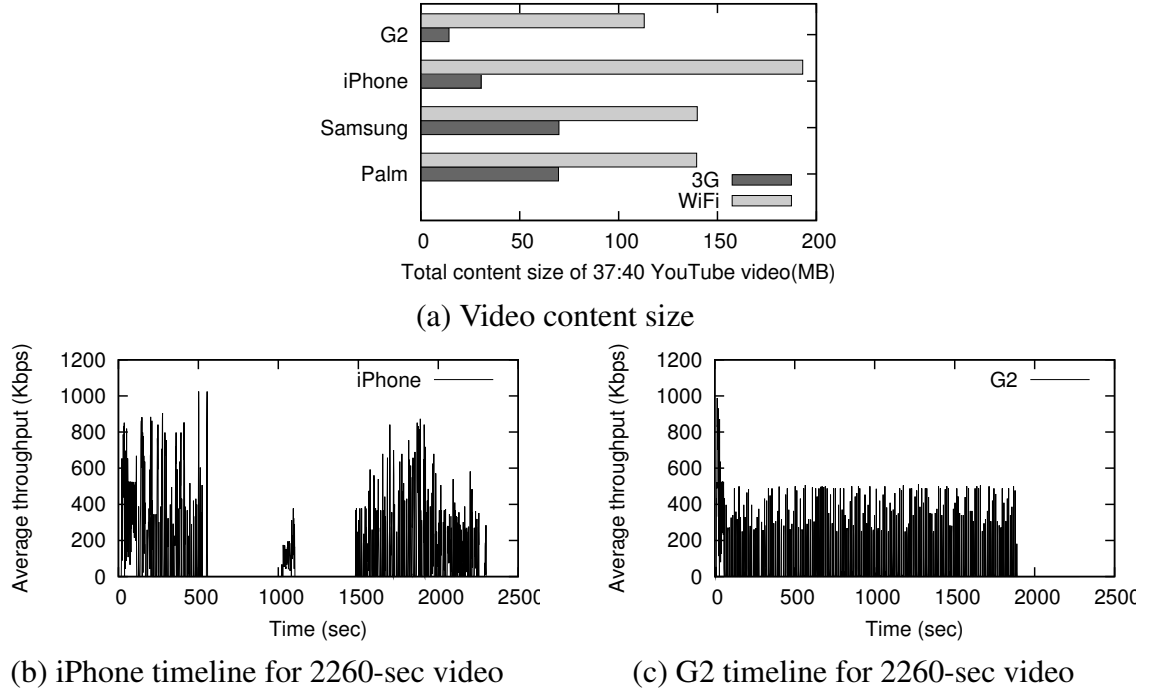 G2
iPhone
Samsung
Palm
3G
WiFi
0 50 100 150 200
Total content size of 37:40 YouTube video(MB)
(a) Video content size
1200
1000
800
600
400
200
0
Average throughput (Kbps)
iPhone
0 500 1000 1500 2000 2500
Time (sec)
(b) iPhone timeline for 2260-sec video
1200
1000
800
600
400
200
0
Average throughput (Kbps)
G2
0 500 1000 1500 2000 2500
Time (sec)
(c) G2 timeline for 2260-sec video